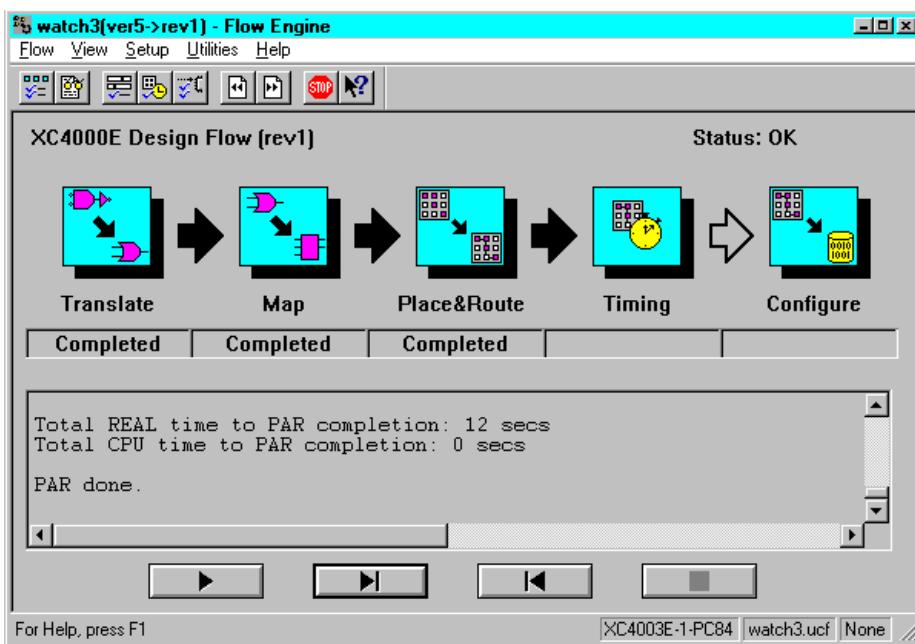 watch3(ver5->rev1) - Flow Engine
Flow View Setup Utilities Help
STOP
XC4000E Design Flow (rev1)
Status: OK
0010
1001
Translate Map Place&Route Timing Configure
Completed Completed Completed
Total REAL time to PAR completion: 12 secs
Total CPU time to PAR completion: 0 secs
PAR done.
For Help, press F1
XC4003E-1-PC84 watch3.ucf None